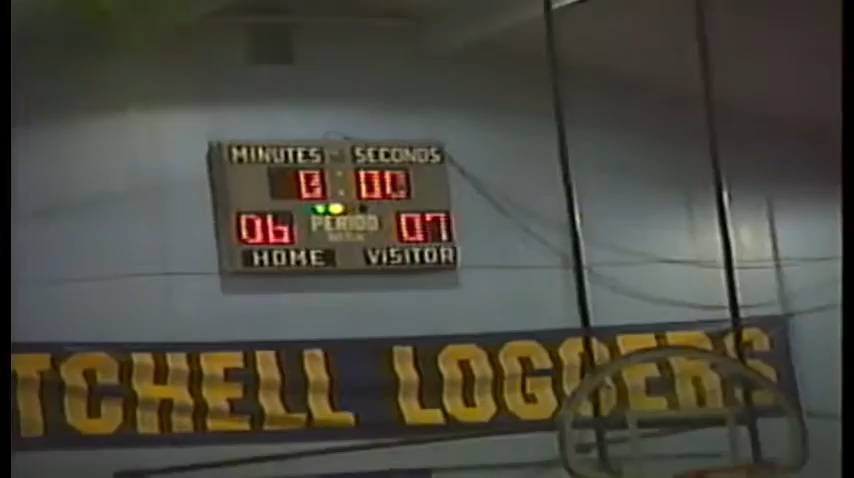 MINUTES SECONDS
0 : 00
06 PERIOD 07
HOME VISITOR
TCHELL LOGGERS